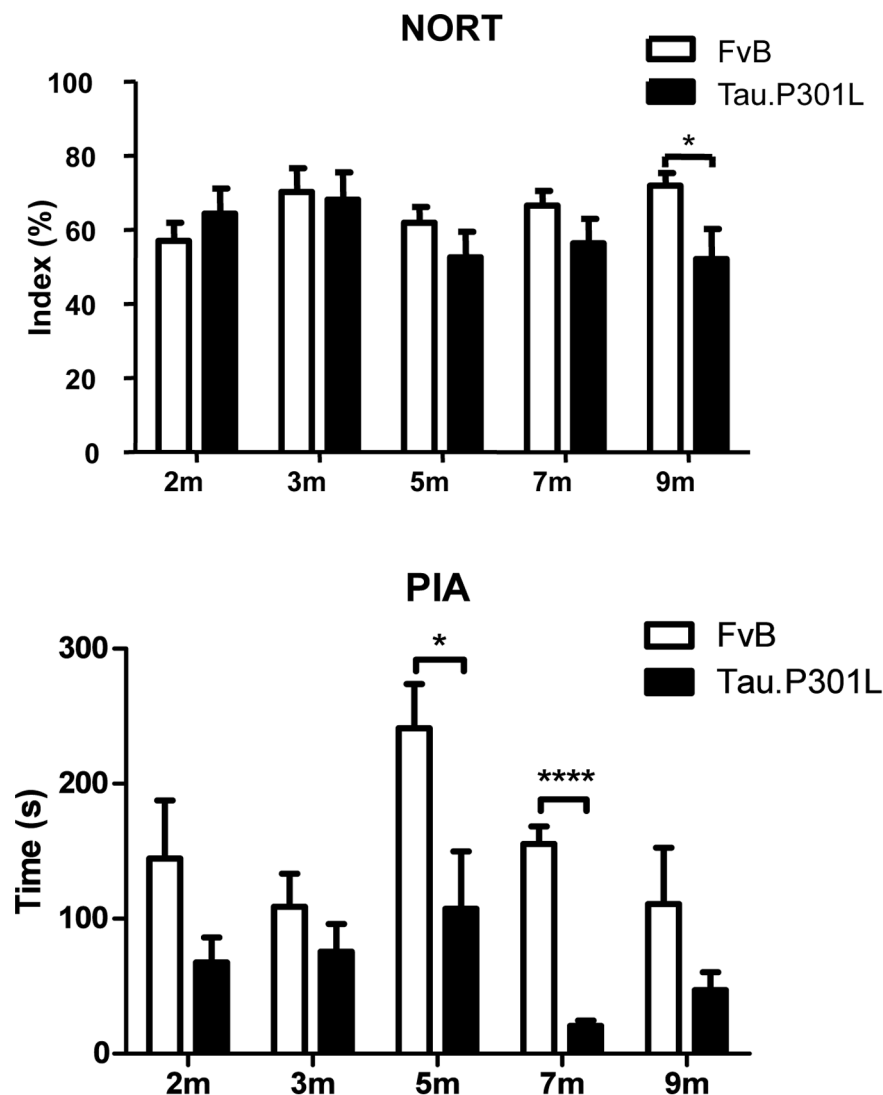 NORT
FvB
Tau.P301L
*
100
80
60
40
20
0
Index (%)
2m 3m 5m 7m 9m
PIA
FvB
Tau.P301L
*
****
300
200
100
0
Time (s)
2m 3m 5m 7m 9m